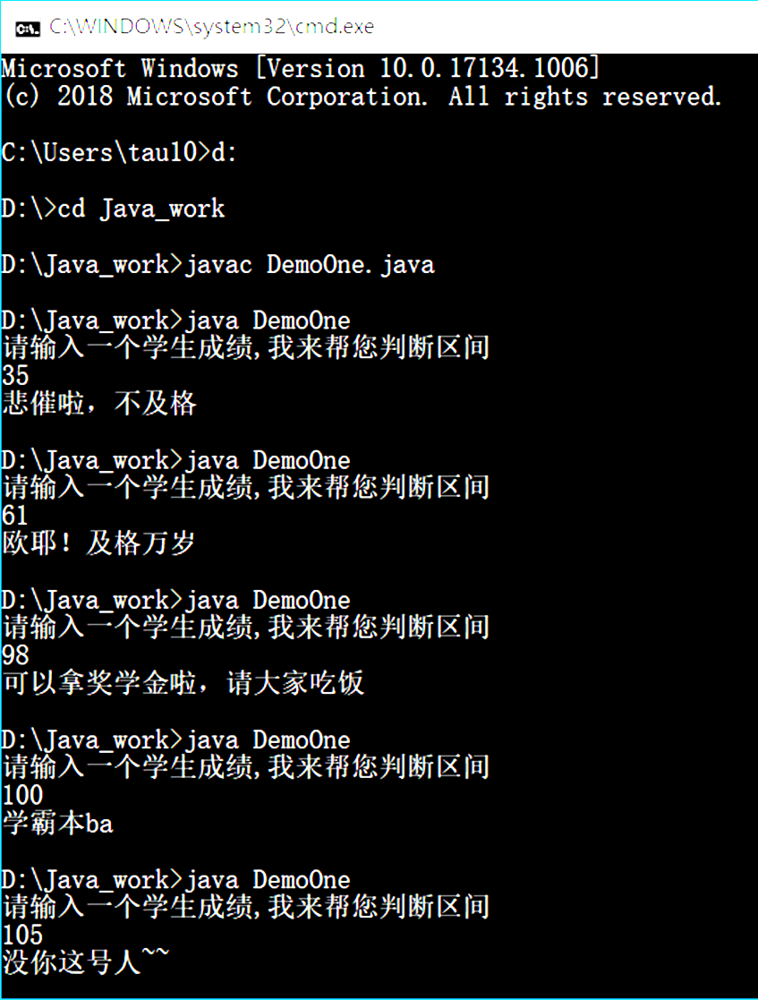 C:\WINDOWS\system32\cmd.exe
Microsoft Windows [Version 10.0.17134.1006]
(c) 2018 Microsoft Corporation. All rights reserved.
C:\Users\tau10>d:
D:\>cd Java_work
D:\Java_work>javac DemoOne.java
D:\Java_work>java DemoOne
请输入一个学生成绩,我来帮您判断区间
35
悲催啦，不及格
D:\Java_work>java DemoOne
请输入一个学生成绩,我来帮您判断区间
61
欧耶！及格万岁
D:\Java_work>java DemoOne
请输入一个学生成绩,我来帮您判断区间
98
可以拿奖学金啦，请大家吃饭
D:\Java_work>java DemoOne
请输入一个学生成绩,我来帮您判断区间
100
学霸本ba
D:\Java_work>java DemoOne
请输入一个学生成绩,我来帮您判断区间
105
没你这号人~~